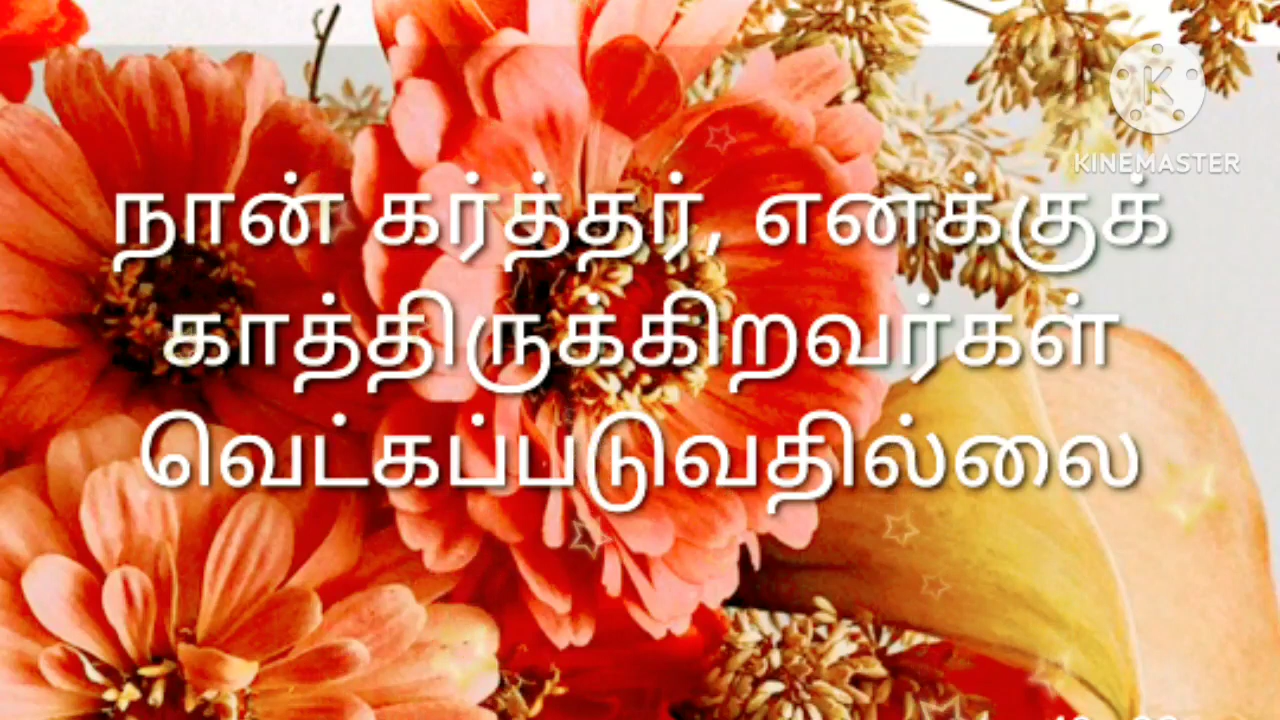 KINEMASTER
நான் கர்த்தர், எனக்குக்
காத்திருக்கிறவர்கள்
வெட்கப்படுவதில்லை